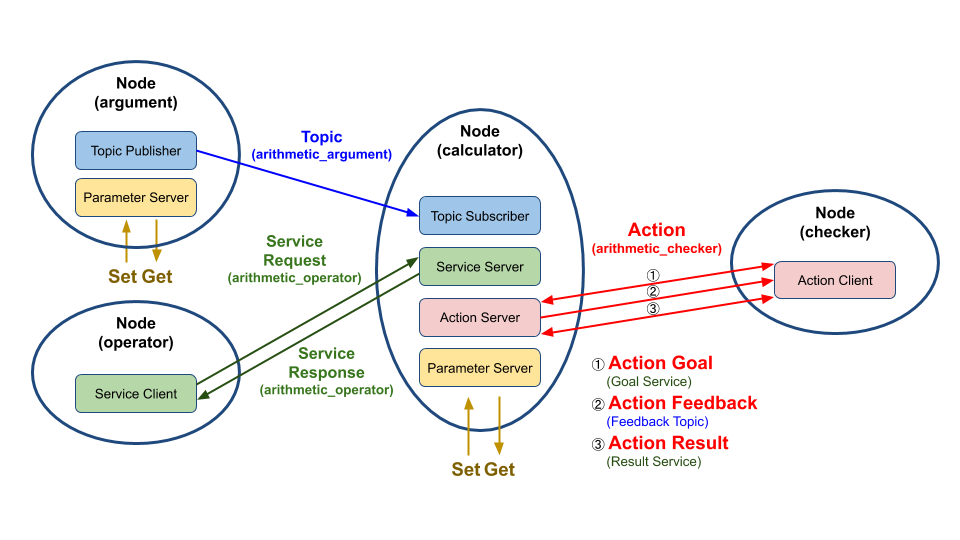 Node
(argument)
Topic Publisher
Parameter Server
Set Get
Topic
(arithmetic_argument)
Node
(calculator)
Topic Subscriber
Service Server
Action Server
Parameter Server
Set Get
Service
Request
(arithmetic_operator)
Node
(operator)
Service Client
Service
Response
(arithmetic_operator)
Action
(arithmetic_checker)
①
②
③
Node
(checker)
Action Client
① Action Goal
(Goal Service)
② Action Feedback
(Feedback Topic)
③ Action Result
(Result Service)